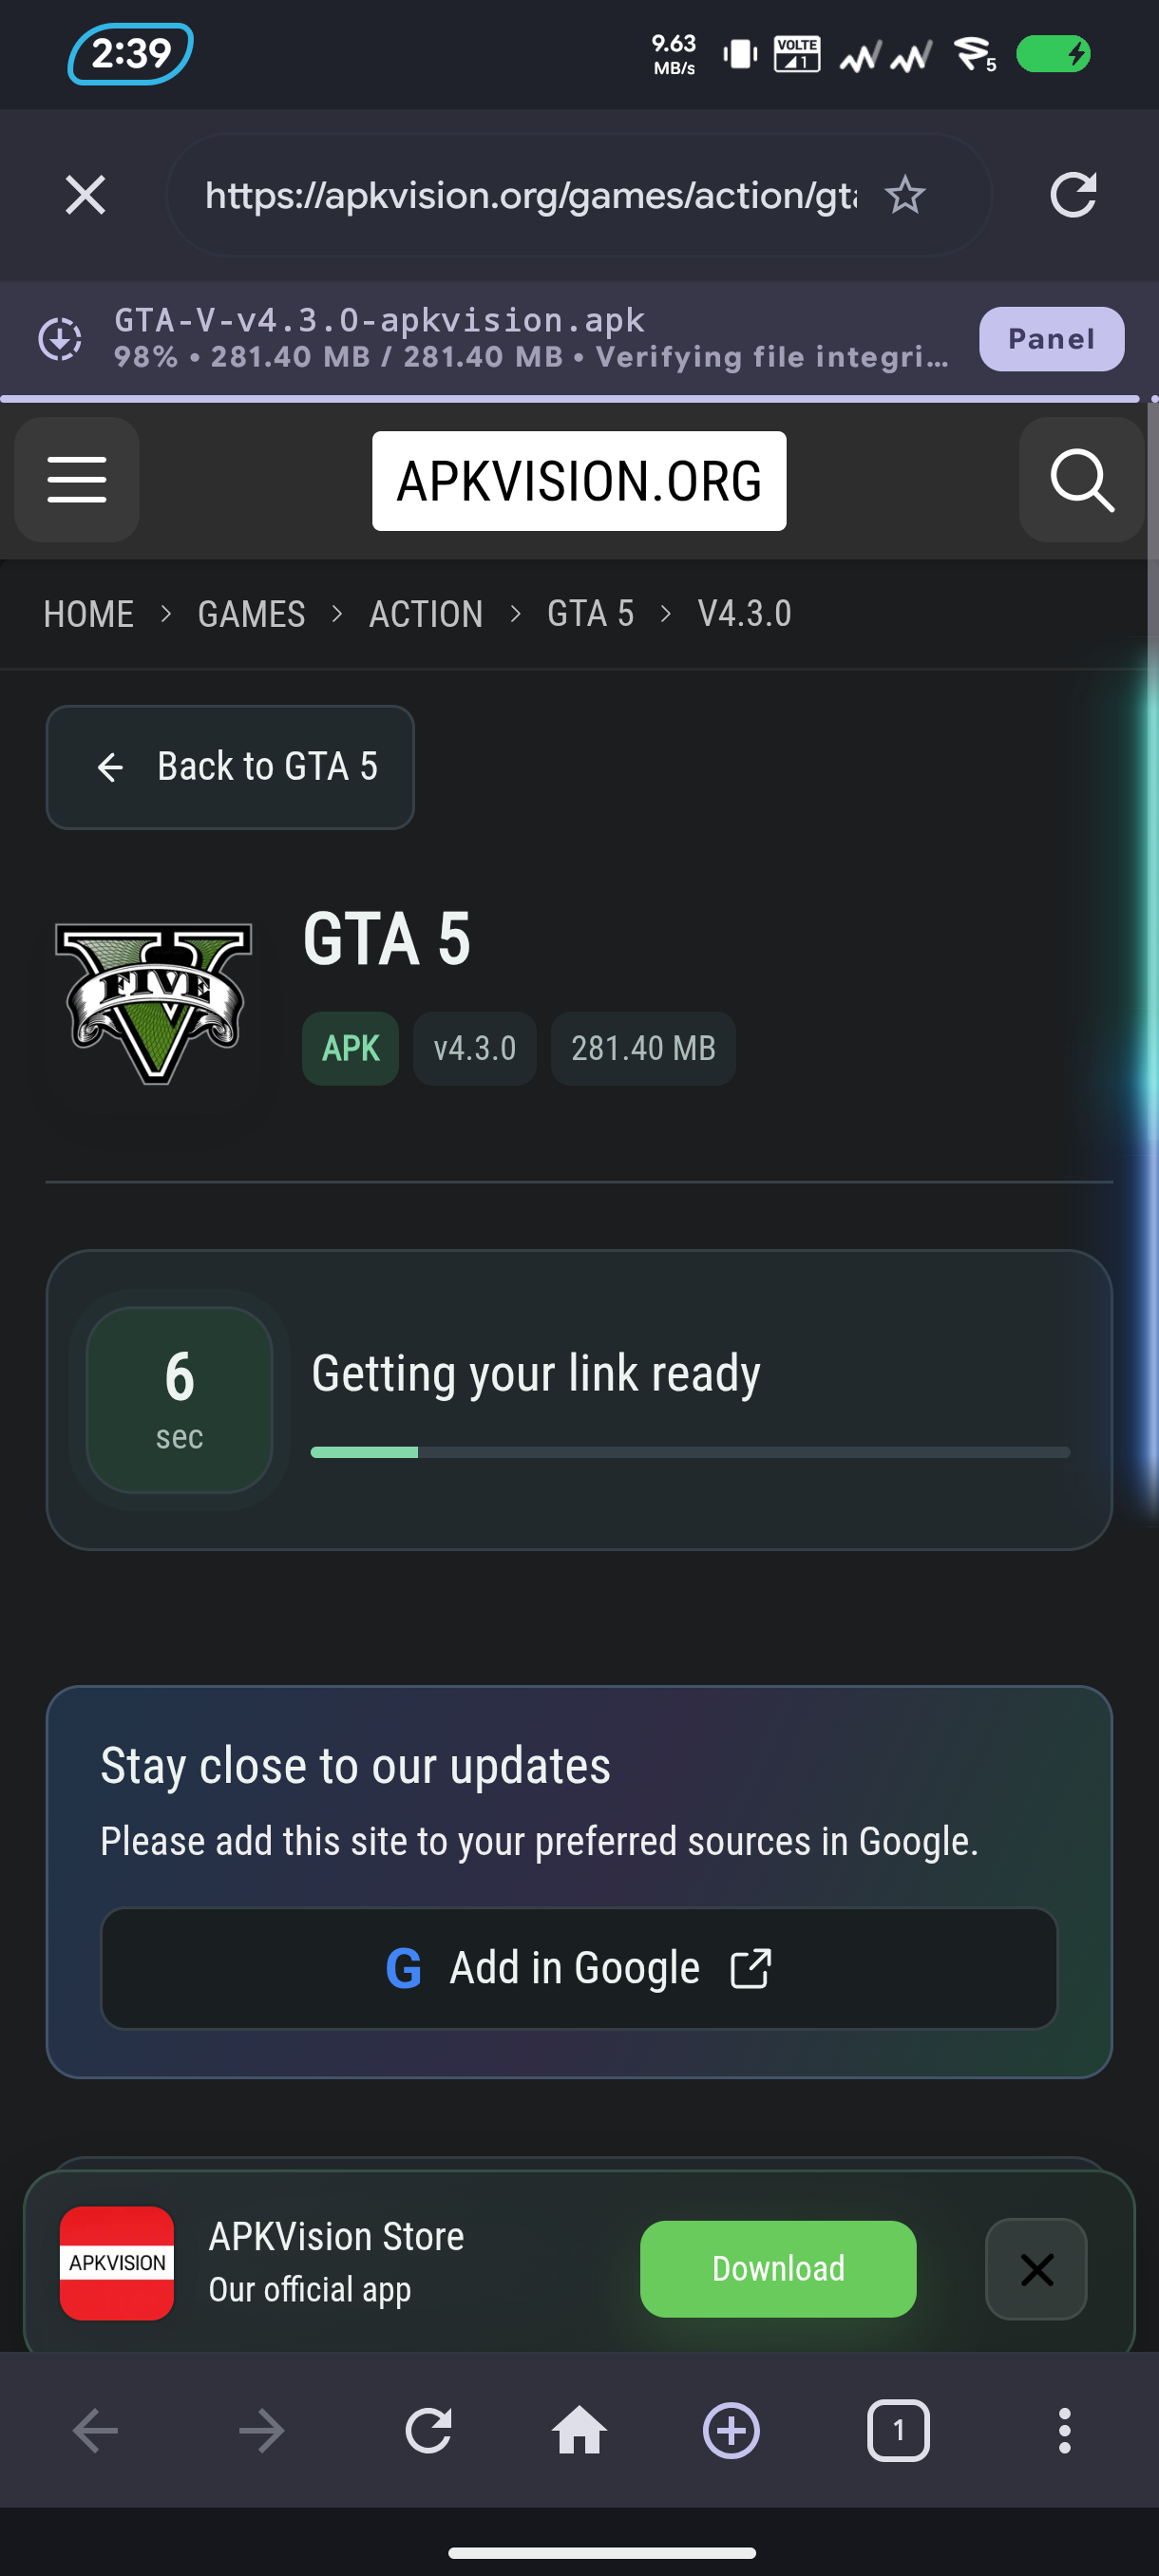 2:39
9.63
MB/s
VOLTE
1
5
https://apkvision.org/games/action/gta
GTA-V-v4.3.0-apkvision.apk
98% • 281.40 MB / 281.40 MB • Verifying file integri...
Panel
APKVISION.ORG
HOME > GAMES > ACTION > GTA 5 > V4.3.0
Back to GTA 5
FIVE
GTA 5
APK v4.3.0 281.40 MB
6
sec
Getting your link ready
Stay close to our updates
Please add this site to your preferred sources in Google.
G Add in Google
APKVISION
APKVision Store
Our official app
Download
1